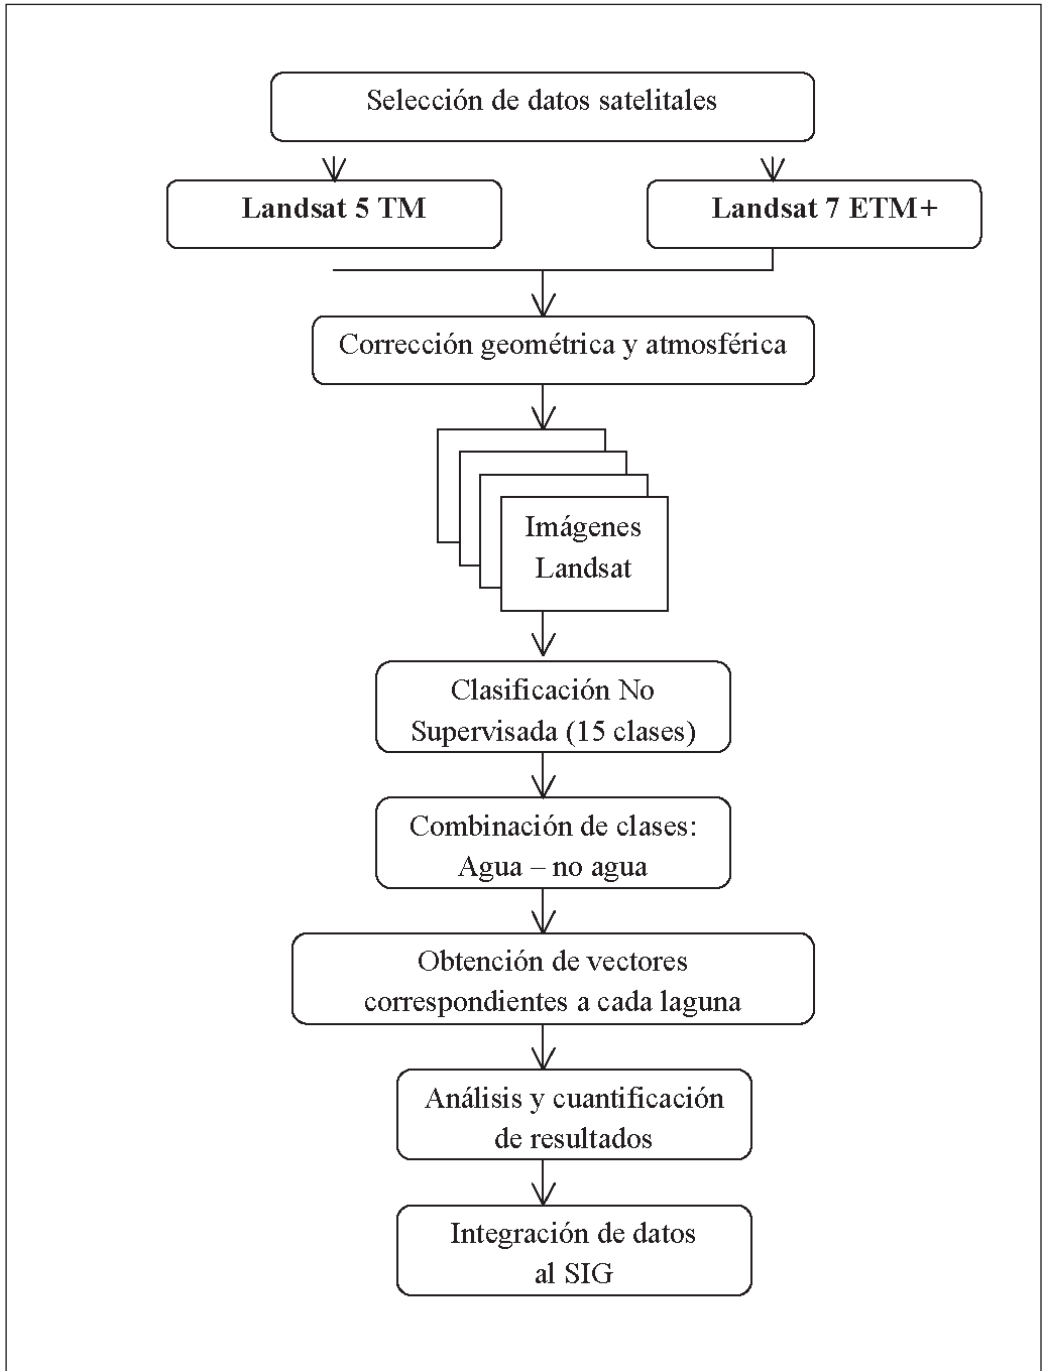 Selección de datos satelitales
Landsat 5 TM
Landsat 7 ETM+
Corrección geométrica y atmosférica
Imágenes
Landsat
Clasificación No
Supervisada (15 clases)
Combinación de clases:
Agua – no agua
Obtención de vectores
correspondientes a cada laguna
Análisis y cuantificación
de resultados
Integración de datos
al SIG